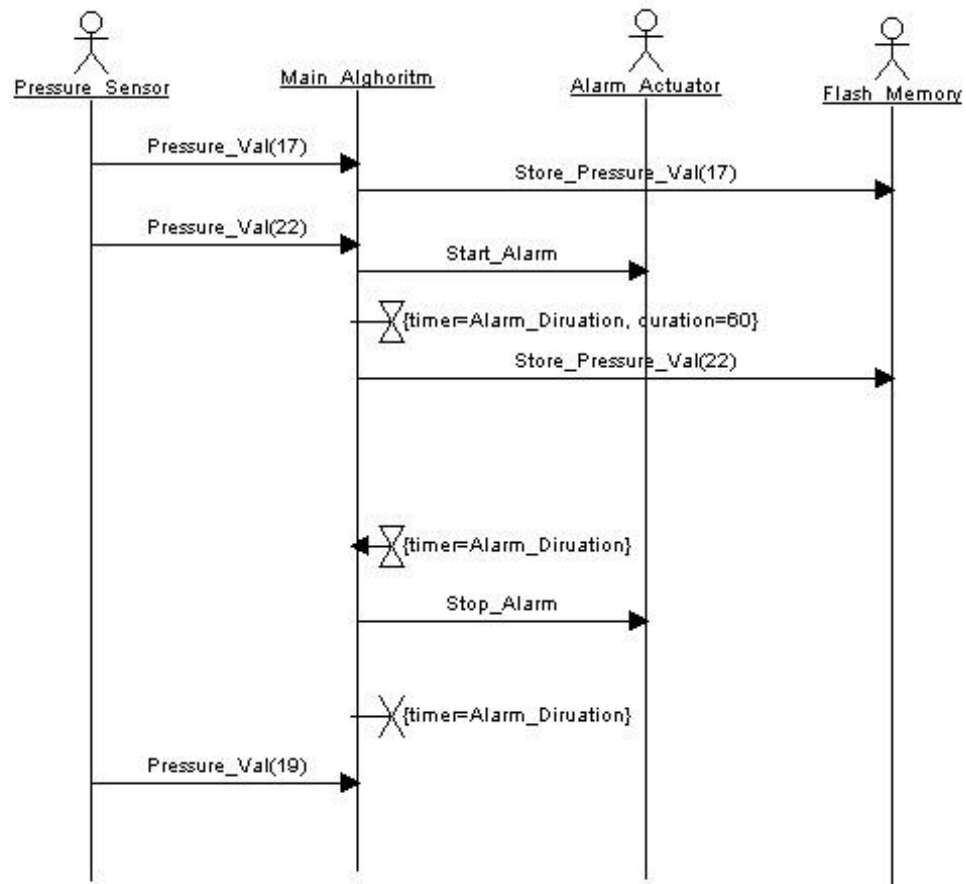 Pressure_Sensor
Main_Alghoritm
Alarm_Actuator
Flash_Memory
Pressure_Val(17)
Store_Pressure_Val(17)
Pressure_Val(22)
Start_Alarm
{timer=Alarm_Diruation, duration=60}
Store_Pressure_Val(22)
{timer=Alarm_Diruation}
Stop_Alarm
{timer=Alarm_Diruation}
Pressure_Val(19)